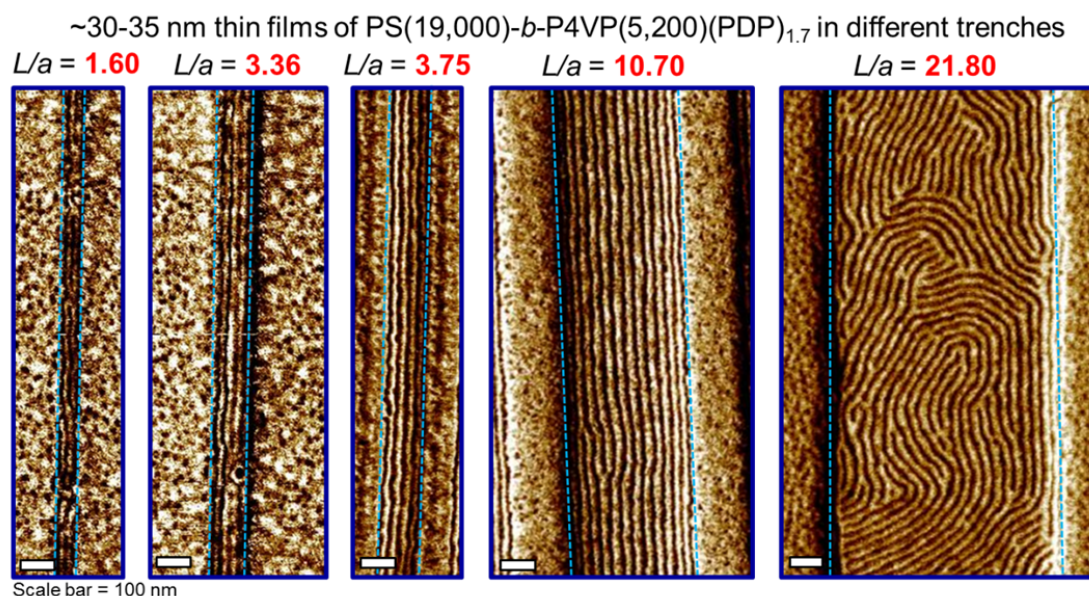 ~30-35 nm thin films of PS(19,000)-b-P4VP(5,200)(PDP)1.7 in different trenches
L/a = 1.60 L/a = 3.36 L/a = 3.75 L/a = 10.70 L/a = 21.80
Scale bar = 100 nm